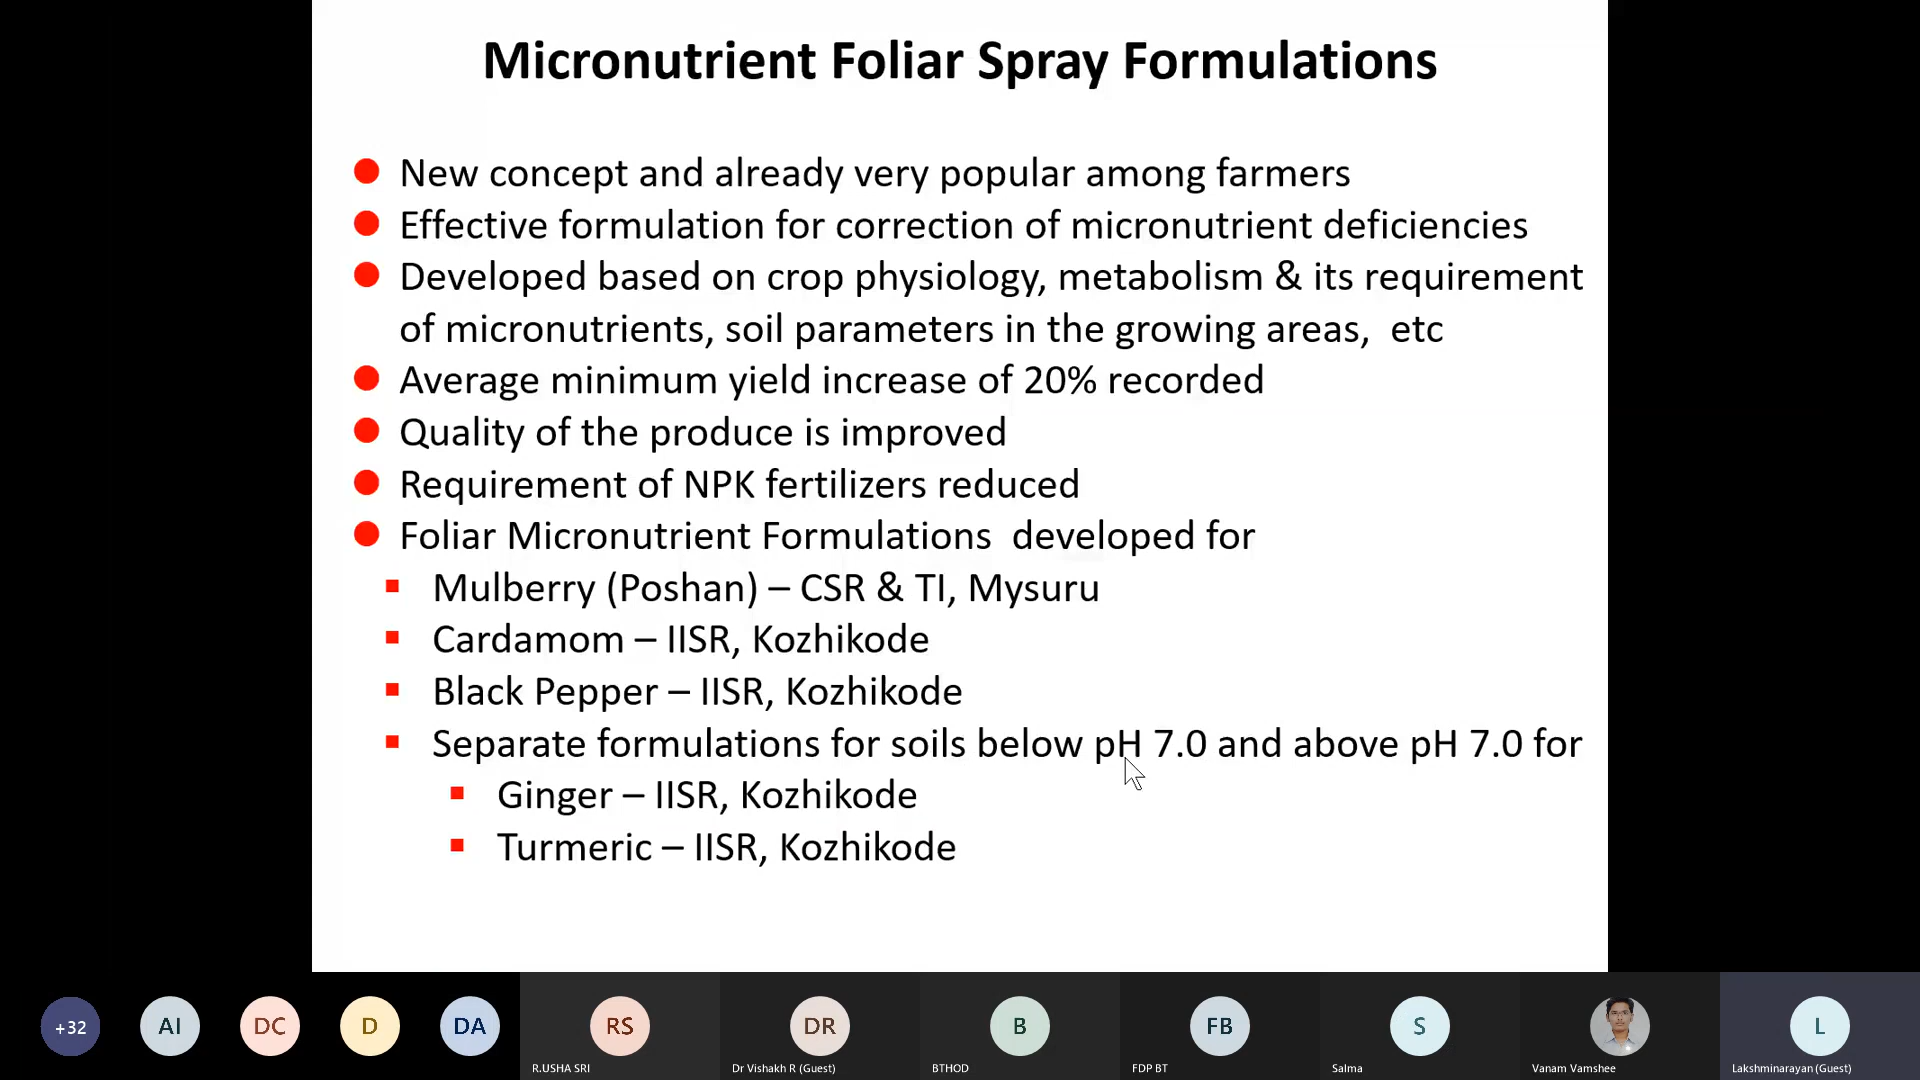 Micronutrient Foliar Spray Formulations
New concept and already very popular among farmers
Effective formulation for correction of micronutrient deficiencies
Developed based on crop physiology, metabolism & its requirement
of micronutrients, soil parameters in the growing areas,  etc
Average minimum yield increase of 20% recorded
Quality of the produce is improved
Requirement of NPK fertilizers reduced
Foliar Micronutrient Formulations  developed for
Mulberry (Poshan) – CSR & TI, Mysuru
Cardamom – IISR, Kozhikode
Black Pepper – IISR, Kozhikode
Separate formulations for soils below pH 7.0 and above pH 7.0 for
Ginger – IISR, Kozhikode
Turmeric – IISR, Kozhikode
+32
AI
DC
D
DA
RS
DR
B
FB
S
L
R.USHA SRI
Dr Vishakh R (Guest)
BTHOD
FDP BT
Salma
Vanam Vamshee
Lakshminarayan (Guest)